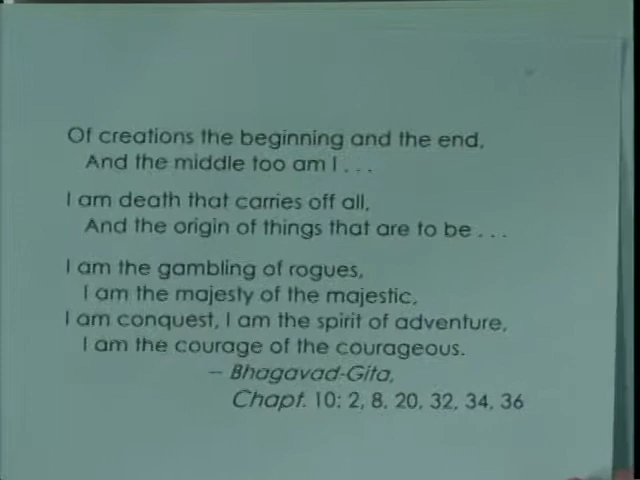 Of creations the beginning and the end,
And the middle too am I . . .
I am death that carries off all,
And the origin of things that are to be . . .
I am the gambling of rogues,
I am the majesty of the majestic,
I am conquest, I am the spirit of adventure,
I am the courage of the courageous.
– Bhagavad-Gita,
Chapt. 10: 2, 8, 20, 32, 34, 36